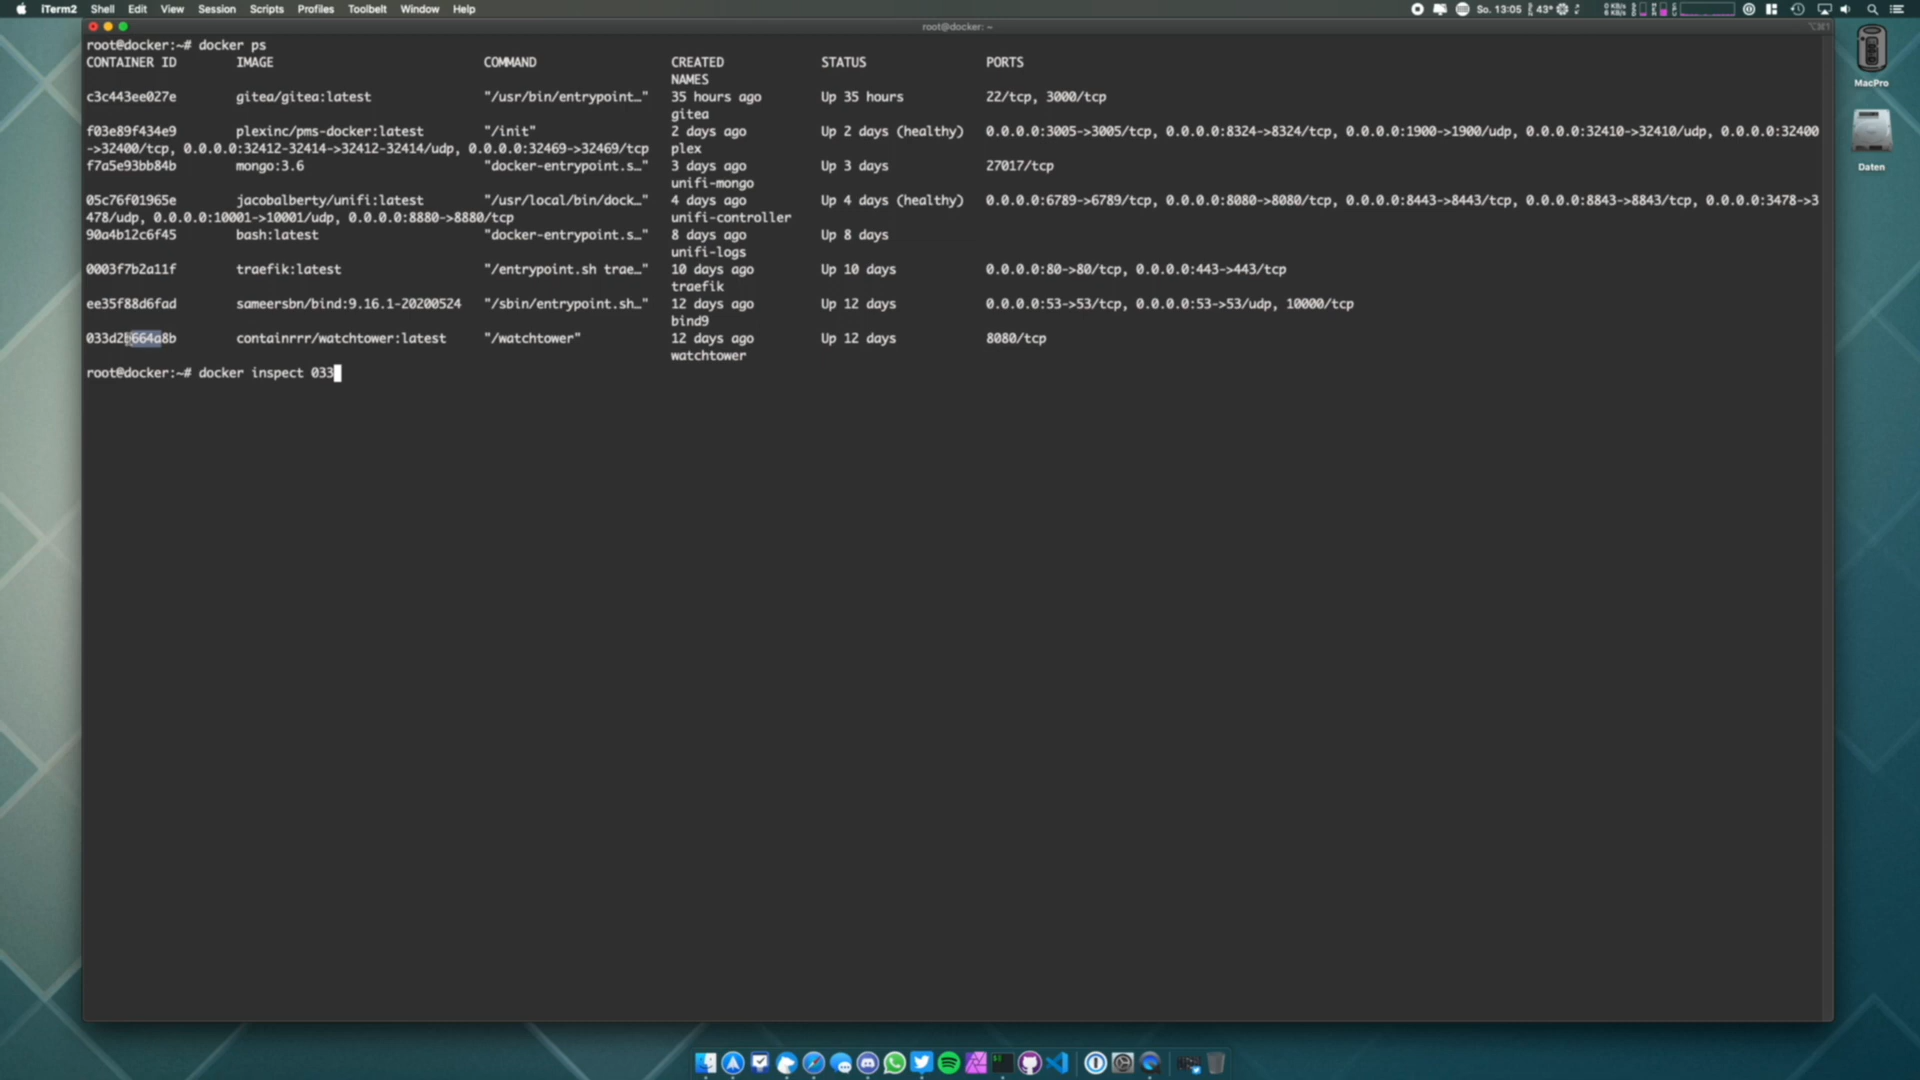 iTerm2 Shell Edit View Session Scripts Profiles Toolbelt Window Help
So. 13:05 43°
root@docker: ~
MacPro
Daten
root@docker:~# docker ps
CONTAINER ID IMAGE COMMAND CREATED STATUS PORTS
NAMES
c3c443ee027e gitea/gitea:latest "/usr/bin/entrypoint…" 35 hours ago Up 35 hours 22/tcp, 3000/tcp
gitea
f03e89f434e9 plexinc/pms-docker:latest "/init" 2 days ago Up 2 days (healthy) 0.0.0.0:3005->3005/tcp, 0.0.0.0:8324->8324/tcp, 0.0.0.0:1900->1900/udp, 0.0.0.0:32410->32410/udp, 0.0.0.0:32400
->32400/tcp, 0.0.0.0:32412-32414->32412-32414/udp, 0.0.0.0:32469->32469/tcp plex
f7a5e93bb84b mongo:3.6 "docker-entrypoint.s…" 3 days ago Up 3 days 27017/tcp
unifi-mongo
05c76f01965e jacobalberty/unifi:latest "/usr/local/bin/dock…" 4 days ago Up 4 days (healthy) 0.0.0.0:6789->6789/tcp, 0.0.0.0:8080->8080/tcp, 0.0.0.0:8443->8443/tcp, 0.0.0.0:8843->8843/tcp, 0.0.0.0:3478->3
478/udp, 0.0.0.0:10001->10001/udp, 0.0.0.0:8880->8880/tcp unifi-controller
90a4b12c6f45 bash:latest "docker-entrypoint.s…" 8 days ago Up 8 days
unifi-logs
0003f7b2a11f traefik:latest "/entrypoint.sh trae…" 10 days ago Up 10 days 0.0.0.0:80->80/tcp, 0.0.0.0:443->443/tcp
traefik
ee35f88d6fad sameersbn/bind:9.16.1-20200524 "/sbin/entrypoint.sh…" 12 days ago Up 12 days 0.0.0.0:53->53/tcp, 0.0.0.0:53->53/udp, 10000/tcp
bind9
033d2b664a8b containrrr/watchtower:latest "/watchtower" 12 days ago Up 12 days 8080/tcp
watchtower
root@docker:~# docker inspect 033